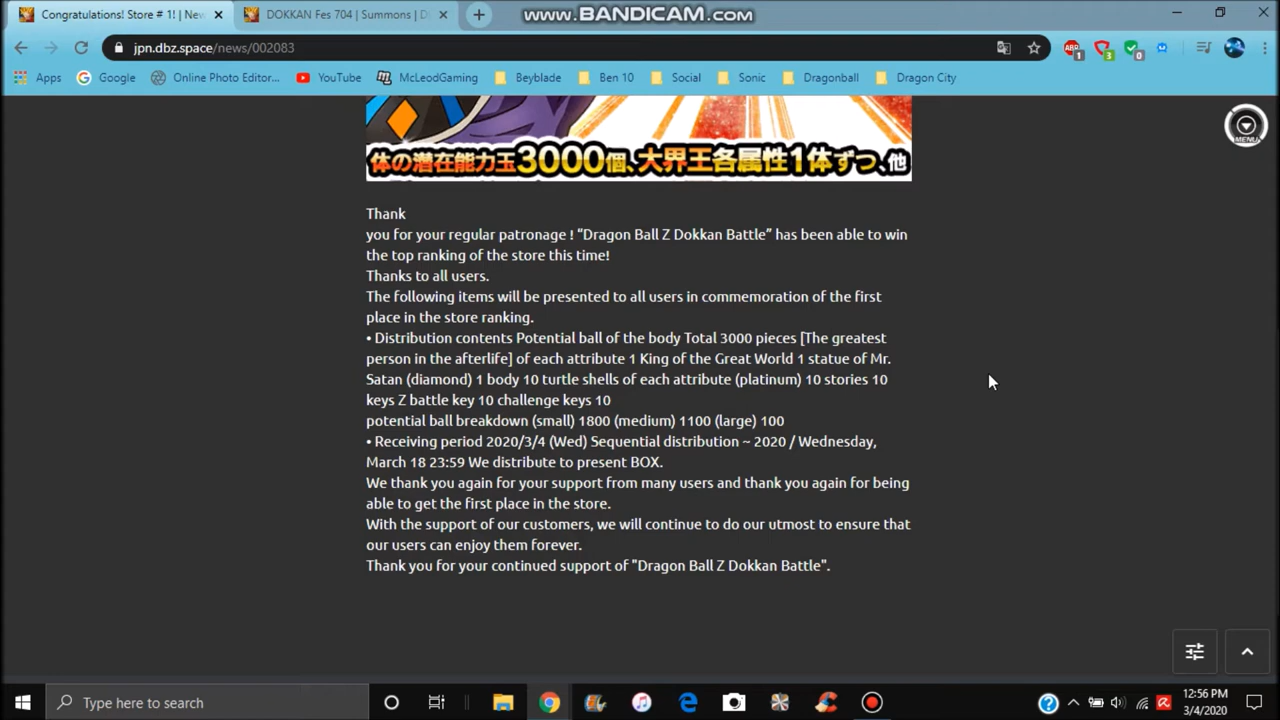 Congratulations! Store # 1! | New
DOKKAN Fes 704 | Summons | D
www.BANDICAM.com
jpn.dbz.space/news/002083
ABP 1
3
0
Apps
Google
Online Photo Editor...
YouTube
McLeodGaming
Beyblade
Ben 10
Social
Sonic
Dragonball
Dragon City
MENU
体の潜在能力玉3000個、大界王各属性1体ずつ、他
Thank
you for your regular patronage ! “Dragon Ball Z Dokkan Battle” has been able to win
the top ranking of the store this time!
Thanks to all users.
The following items will be presented to all users in commemoration of the first
place in the store ranking.
• Distribution contents Potential ball of the body Total 3000 pieces [The greatest
person in the afterlife] of each attribute 1 King of the Great World 1 statue of Mr.
Satan (diamond) 1 body 10 turtle shells of each attribute (platinum) 10 stories 10
keys Z battle key 10 challenge keys 10
potential ball breakdown (small) 1800 (medium) 1100 (large) 100
• Receiving period 2020/3/4 (Wed) Sequential distribution ~ 2020 / Wednesday,
March 18 23:59 We distribute to present BOX.
We thank you again for your support from many users and thank you again for being
able to get the first place in the store.
With the support of our customers, we will continue to do our utmost to ensure that
our users can enjoy them forever.
Thank you for your continued support of "Dragon Ball Z Dokkan Battle".
Type here to search
12:56 PM
3/4/2020